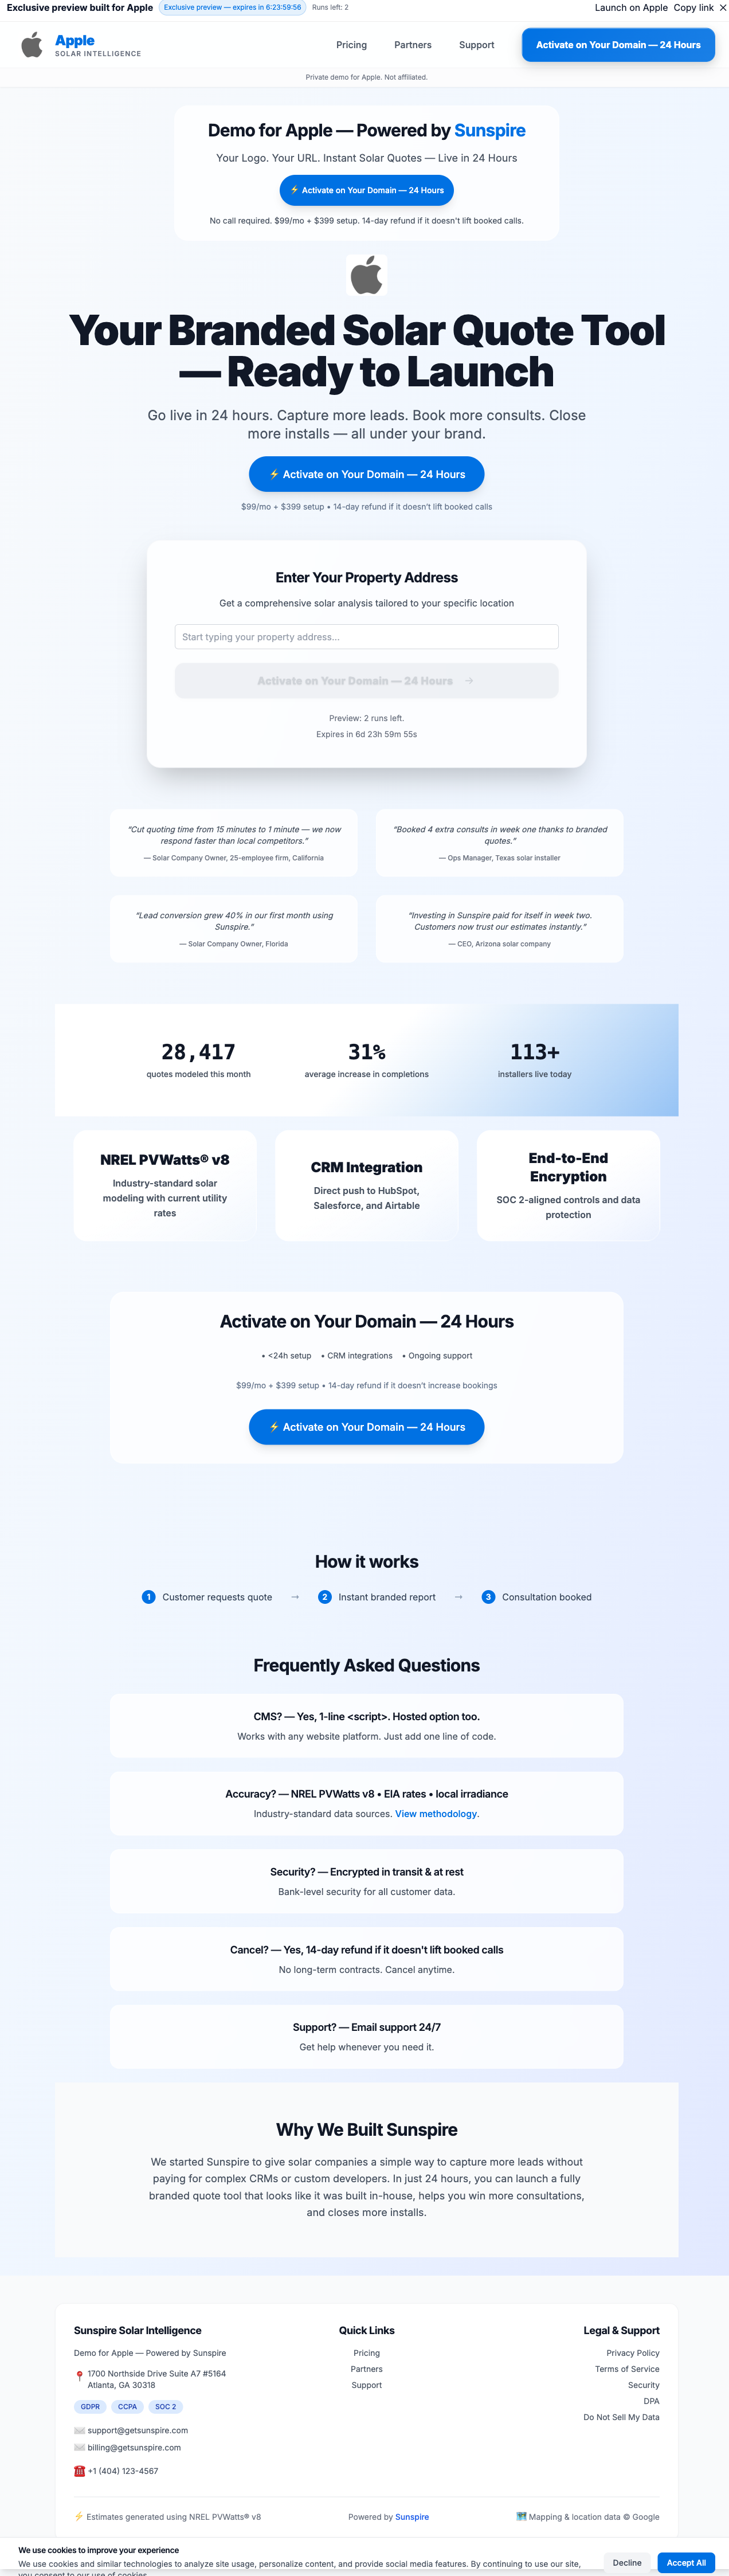 Exclusive preview built for Apple
Exclusive preview — expires in 6:23:59:56
Runs left: 2
Launch on Apple
Copy link
✕
Apple
SOLAR INTELLIGENCE
Pricing
Partners
Support
Activate on Your Domain — 24 Hours
Private demo for Apple. Not affiliated.
Demo for Apple — Powered by Sunspire
Your Logo. Your URL. Instant Solar Quotes — Live in 24 Hours
⚡ Activate on Your Domain — 24 Hours
No call required. $99/mo + $399 setup. 14-day refund if it doesn't lift booked calls.
Your Branded Solar Quote Tool
— Ready to Launch
Go live in 24 hours. Capture more leads. Book more consults. Close
more installs — all under your brand.
⚡ Activate on Your Domain — 24 Hours
$99/mo + $399 setup • 14-day refund if it doesn't lift booked calls
Enter Your Property Address
Get a comprehensive solar analysis tailored to your specific location
Start typing your property address...
Activate on Your Domain — 24 Hours →
Preview: 2 runs left.
Expires in 6d 23h 59m 55s
“Cut quoting time from 15 minutes to 1 minute — we now
respond faster than local competitors.”
— Solar Company Owner, 25-employee firm, California
“Booked 4 extra consults in week one thanks to branded
quotes.”
— Ops Manager, Texas solar installer
“Lead conversion grew 40% in our first month using
Sunspire.”
— Solar Company Owner, Florida
“Investing in Sunspire paid for itself in week two.
Customers now trust our estimates instantly.”
— CEO, Arizona solar company
28,417
quotes modeled this month
31%
average increase in completions
113+
installers live today
NREL PVWatts® v8
Industry-standard solar
modeling with current utility
rates
CRM Integration
Direct push to HubSpot,
Salesforce, and Airtable
End-to-End
Encryption
SOC 2-aligned controls and data
protection
Activate on Your Domain — 24 Hours
• <24h setup • CRM integrations • Ongoing support
$99/mo + $399 setup • 14-day refund if it doesn't increase bookings
⚡ Activate on Your Domain — 24 Hours
How it works
1 Customer requests quote → 2 Instant branded report → 3 Consultation booked
Frequently Asked Questions
CMS? — Yes, 1-line <script>. Hosted option too.
Works with any website platform. Just add one line of code.
Accuracy? — NREL PVWatts v8 • EIA rates • local irradiance
Industry-standard data sources. View methodology.
Security? — Encrypted in transit & at rest
Bank-level security for all customer data.
Cancel? — Yes, 14-day refund if it doesn't lift booked calls
No long-term contracts. Cancel anytime.
Support? — Email support 24/7
Get help whenever you need it.
Why We Built Sunspire
We started Sunspire to give solar companies a simple way to capture more leads without
paying for complex CRMs or custom developers. In just 24 hours, you can launch a fully
branded quote tool that looks like it was built in-house, helps you win more consultations,
and closes more installs.
Sunspire Solar Intelligence
Demo for Apple — Powered by Sunspire
1700 Northside Drive Suite A7 #5164
Atlanta, GA 30318
GDPR
CCPA
SOC 2
support@getsunspire.com
billing@getsunspire.com
+1 (404) 123-4567
Quick Links
Pricing
Partners
Support
Legal & Support
Privacy Policy
Terms of Service
Security
DPA
Do Not Sell My Data
⚡ Estimates generated using NREL PVWatts® v8
Powered by Sunspire
Mapping & location data © Google
We use cookies to improve your experience
We use cookies and similar technologies to analyze site usage, personalize content, and provide social media features. By continuing to use our site,
you consent to our use of cookies.
Decline
Accept All